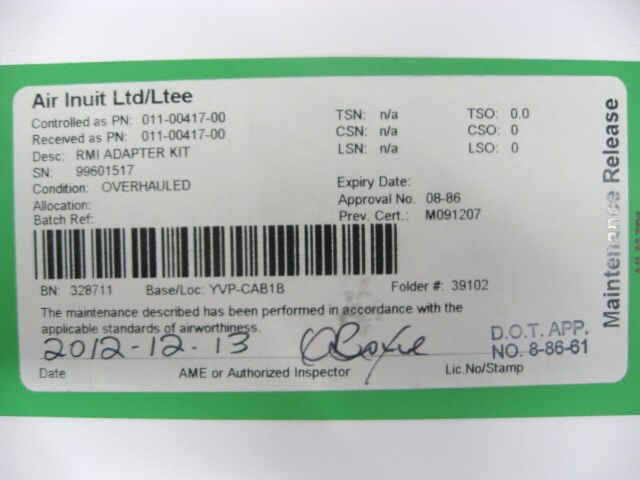 Air Inuit Ltd/Ltee
Controlled as PN: 011-00417-00
Received as PN: 011-00417-00
Desc: RMI ADAPTER KIT
SN: 99601517
Condition: OVERHAULED
Allocation:
Batch Ref:
TSN: n/a TSO: 0.0
CSN: n/a CSO: 0
LSN: n/a LSO: 0
Expiry Date:
Approval No. 08-86
Prev. Cert.: M091207
BN: 328711 Base/Loc: YVP-CAB1B Folder #: 39102
The maintenance described has been performed in accordance with the
applicable standards of airworthiness.
2012-12-13
D.O.T. APP.
NO. 8-86-61
Date AME or Authorized Inspector Lic.No/Stamp
Maintenance Release